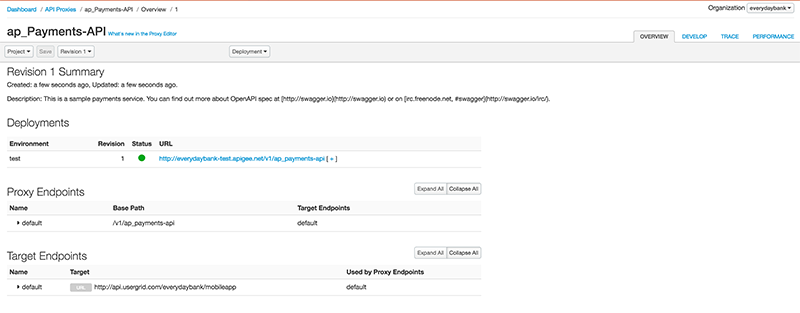 Dashboard / API Proxies / ap_Payments-API / Overview / 1
Organization everydaybank
ap_Payments-API What's new in the Proxy Editor
OVERVIEW DEVELOP TRACE PERFORMANCE
Project Save Revision 1 Deployment
Revision 1 Summary
Created: a few seconds ago, Updated: a few seconds ago.
Description: This is a sample payments service. You can find out more about OpenAPI spec at [http://swagger.io](http://swagger.io) or on [irc.freenode.net, #swagger](http://swagger.io/irc/).
Deployments
Environment Revision Status URL
test 1 http://everydaybank-test.apigee.net/v1/ap_payments-api [ + ]
Proxy Endpoints
Expand All Collapse All
Name Base Path Target Endpoints
default /v1/ap_payments-api default
Target Endpoints
Expand All Collapse All
Name Target Used by Proxy Endpoints
default URL http://api.usergrid.com/everydaybank/mobileapp default